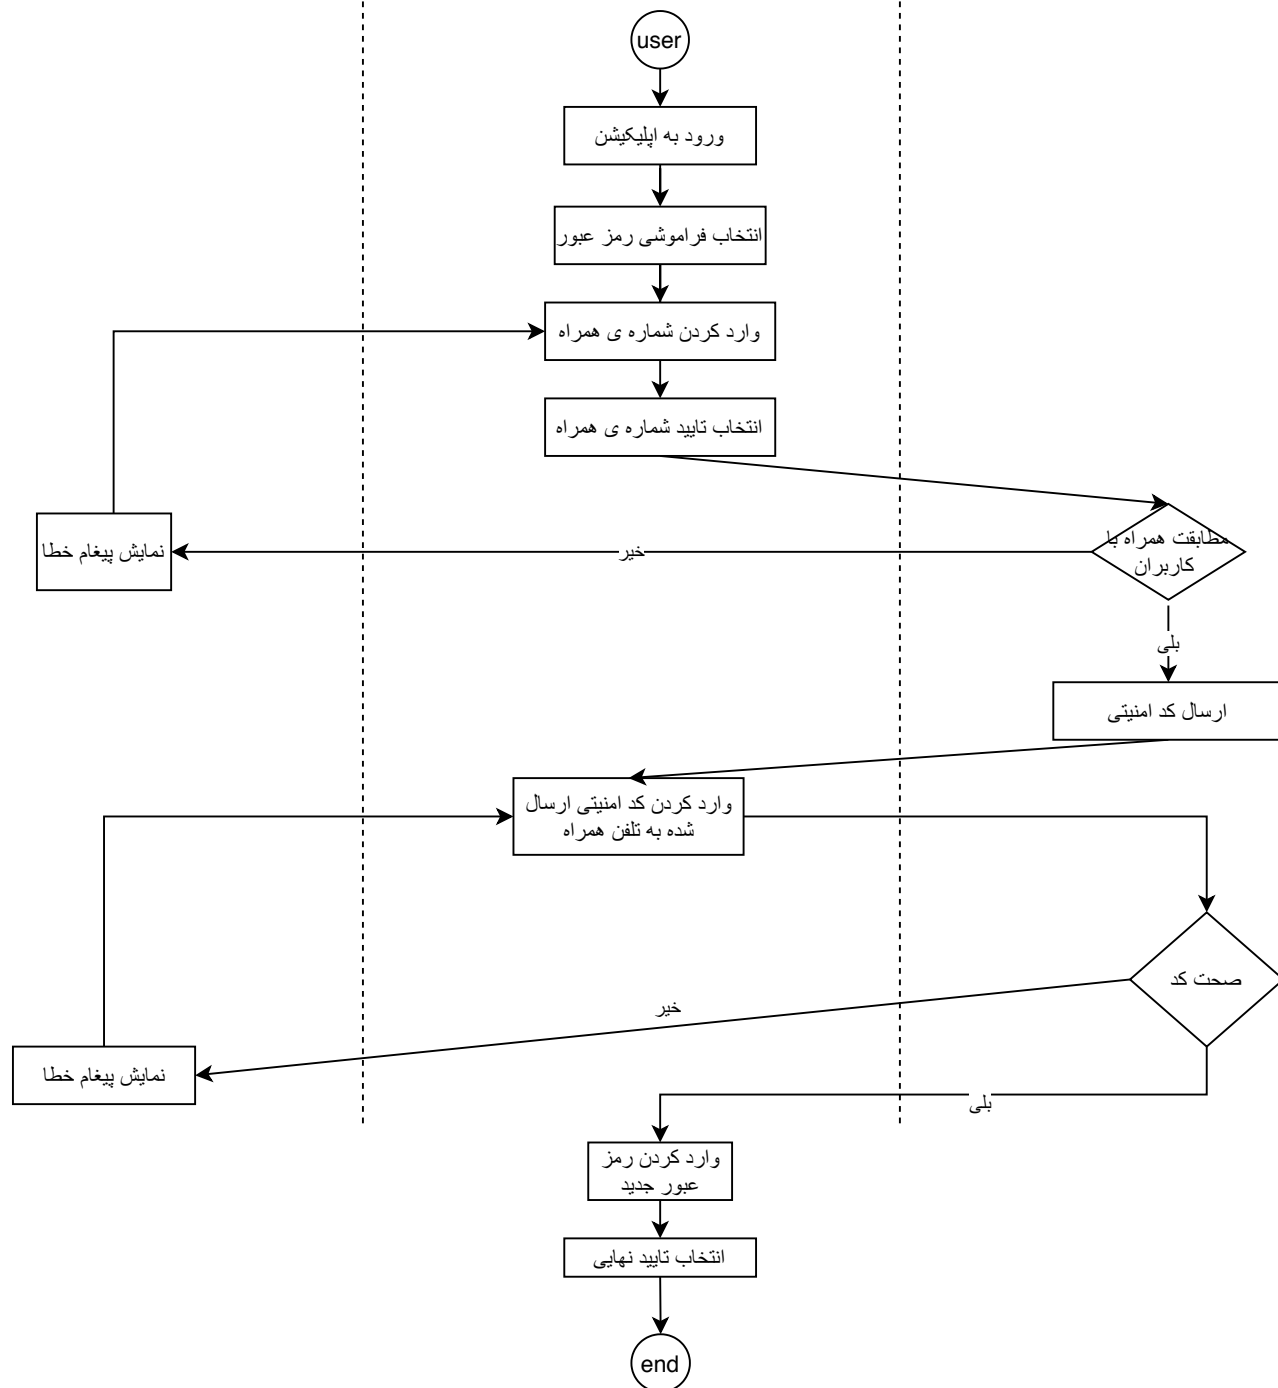 user
ورود به اپلیکیشن
انتخاب فراموشی رمز عبور
وارد کردن شماره ی همراه
انتخاب تایید شماره ی همراه
مطابقت همراه با
کاربران
خیر
نمایش پیغام خطا
بلی
ارسال کد امنیتی
وارد کردن کد امنیتی ارسال
شده به تلفن همراه
صحت کد
خیر
نمایش پیغام خطا
بلی
وارد کردن رمز
عبور جدید
انتخاب تایید نهایی
end